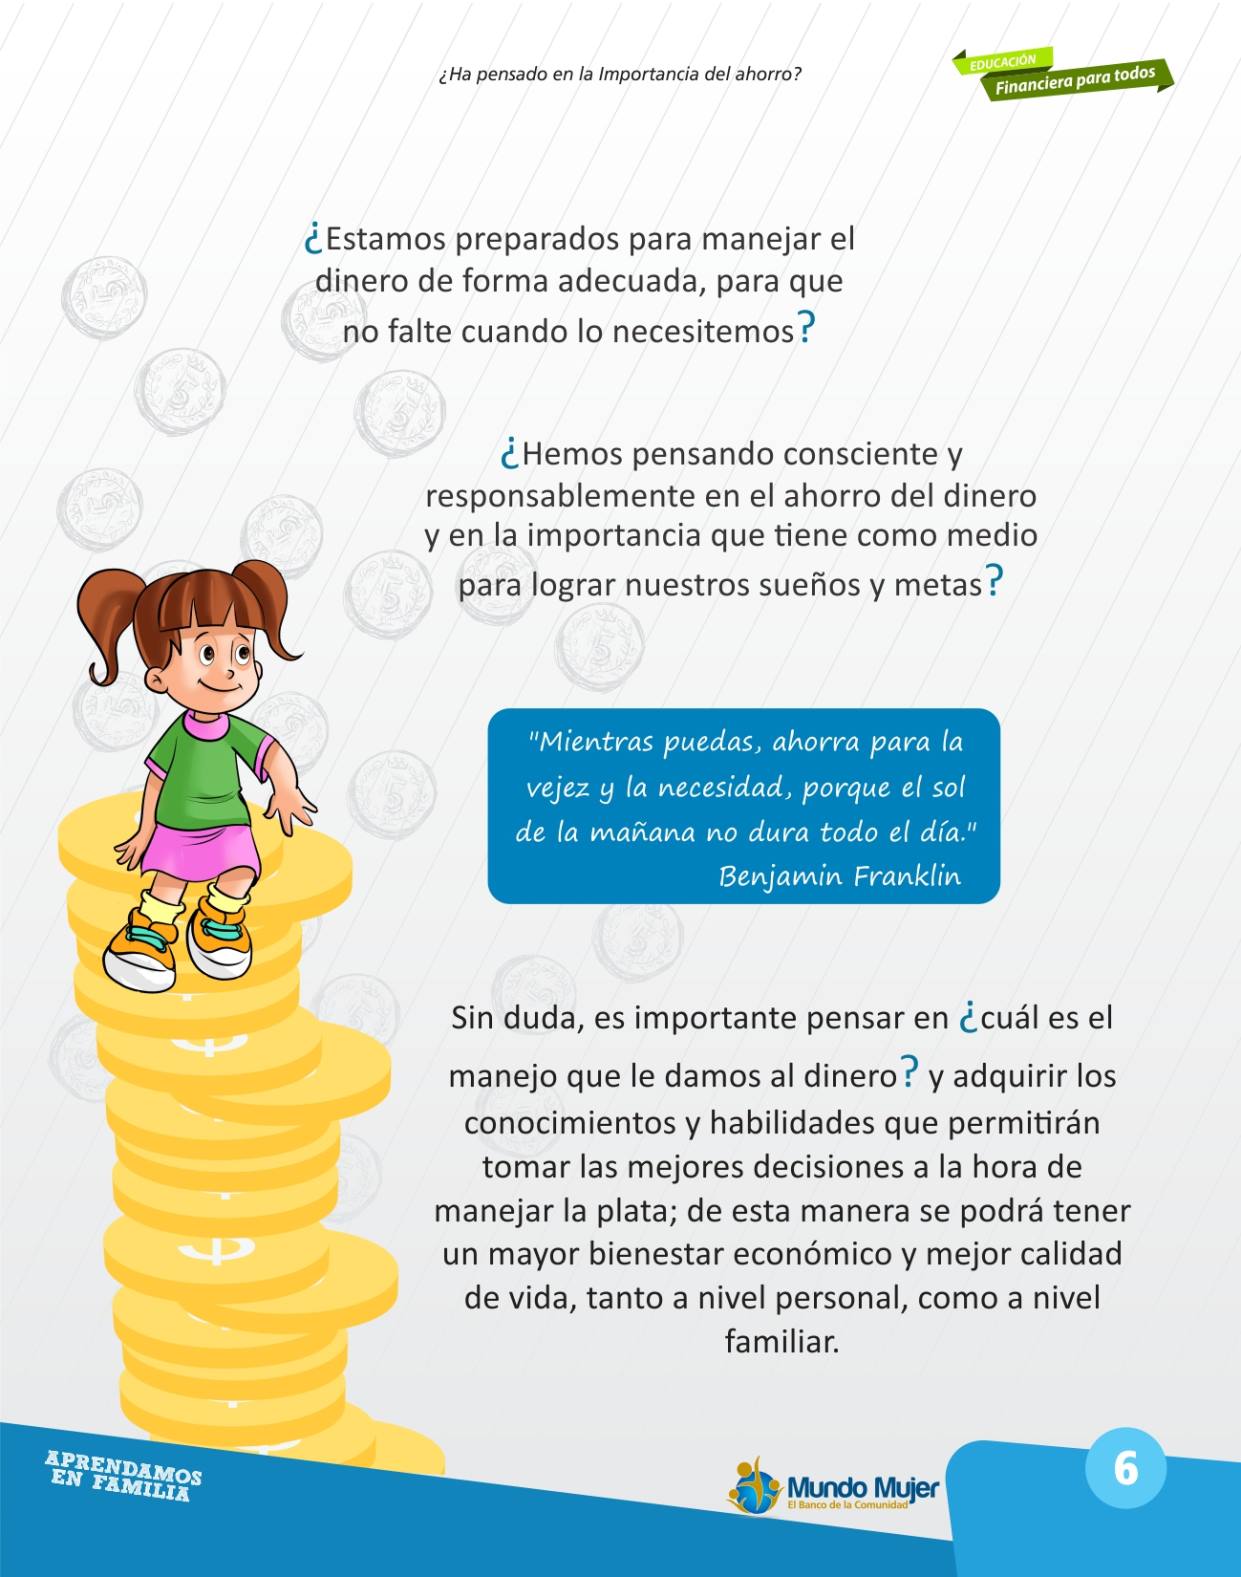 ¿Ha pensado en la Importancia del ahorro?
EDUCACIÓN
Financiera para todos
¿Estamos preparados para manejar el
dinero de forma adecuada, para que
no falte cuando lo necesitemos?
¿Hemos pensando consciente y
responsablemente en el ahorro del dinero
y en la importancia que tiene como medio
para lograr nuestros sueños y metas?
"Mientras puedas, ahorra para la
vejez y la necesidad, porque el sol
de la mañana no dura todo el día."
Benjamin Franklin
Sin duda, es importante pensar en ¿cuál es el
manejo que le damos al dinero? y adquirir los
conocimientos y habilidades que permitirán
tomar las mejores decisiones a la hora de
manejar la plata; de esta manera se podrá tener
un mayor bienestar económico y mejor calidad
de vida, tanto a nivel personal, como a nivel
familiar.
APRENDAMOS
EN FAMILIA
Mundo Mujer
El Banco de la Comunidad
6